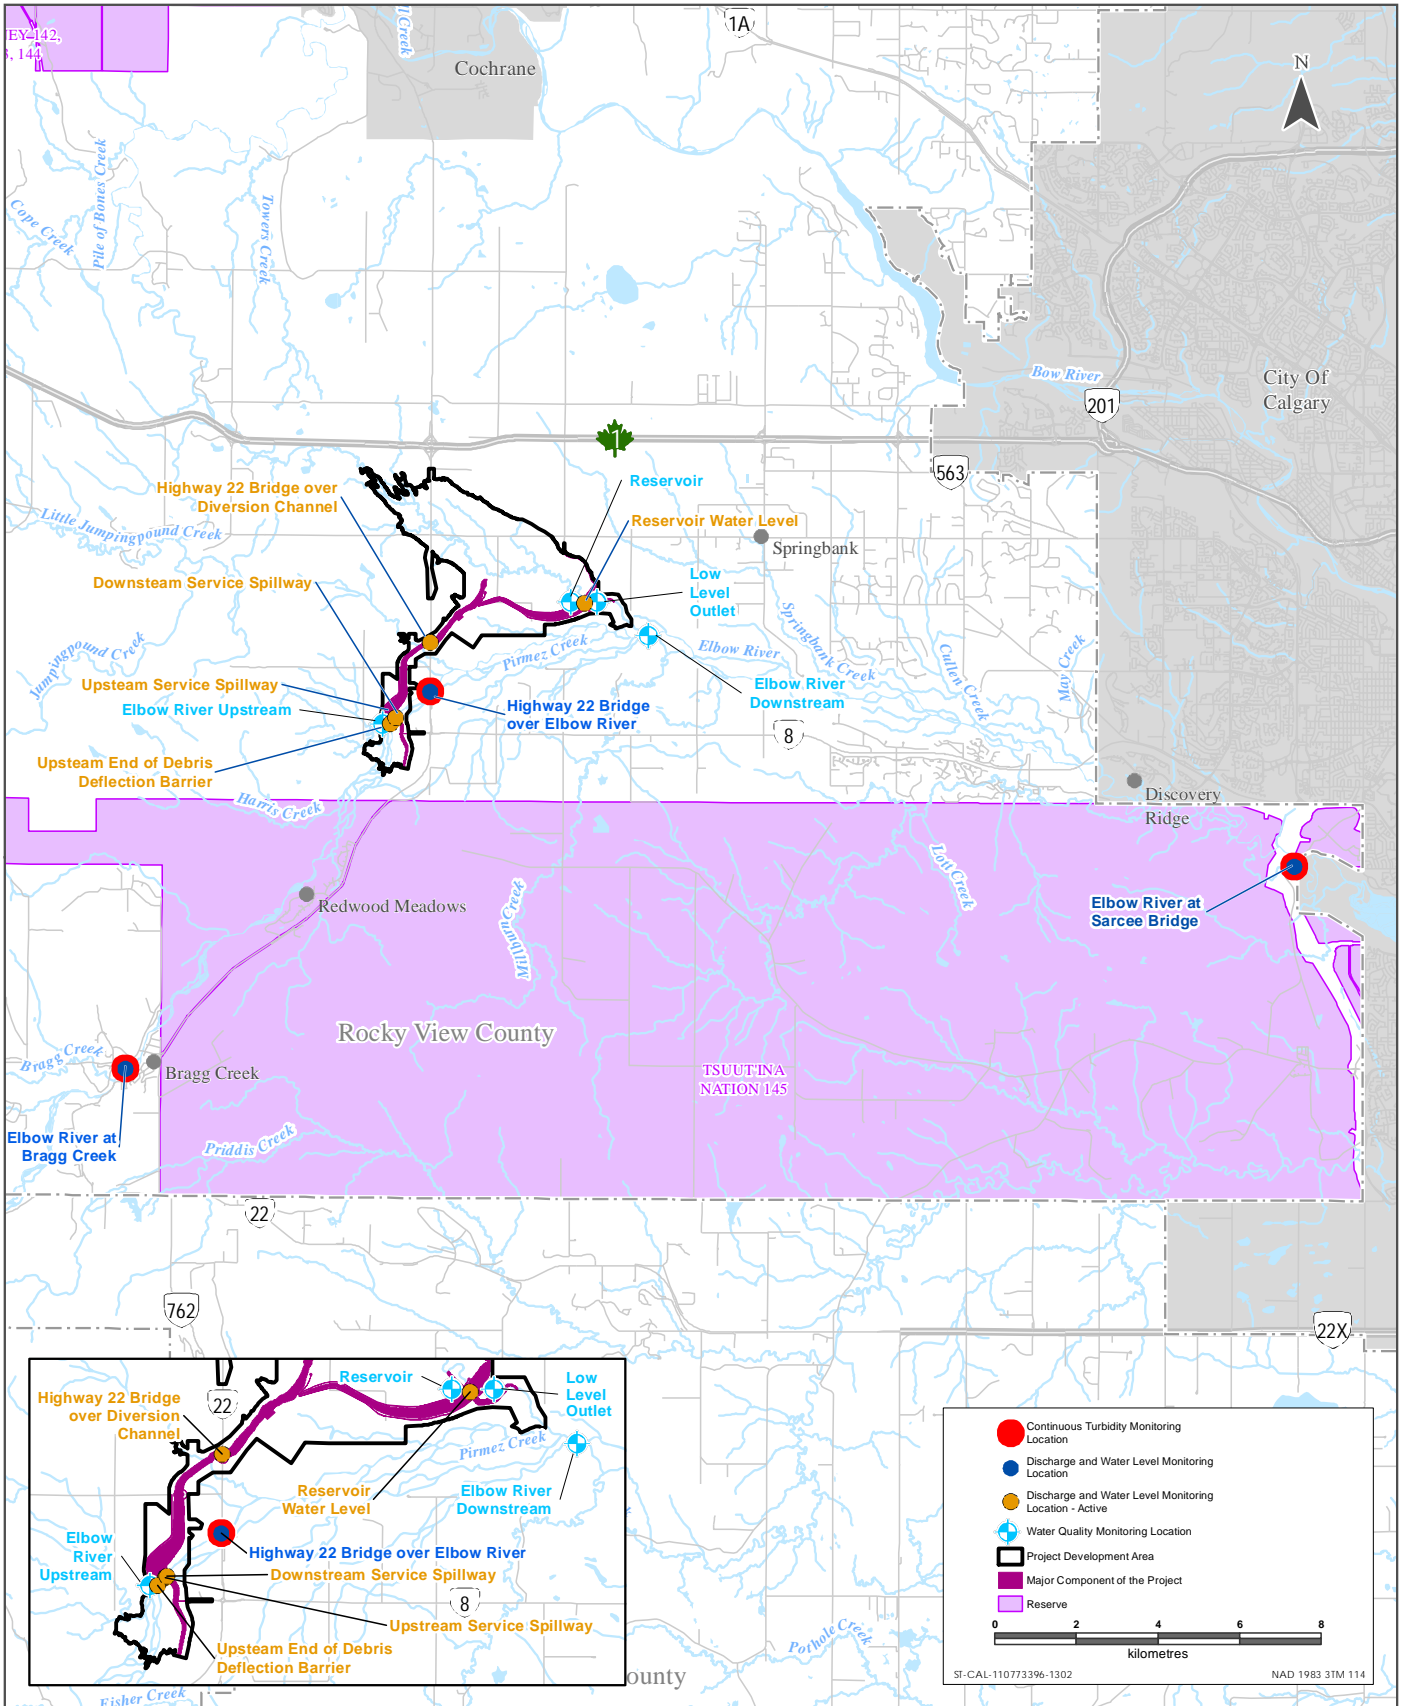 1A
N
EY 142,
, 144
Creek
Cochrane
Pile of Bones Creek
Cope Creek
Towers Creek
Bow River
City Of
Calgary
201
1
563
Highway 22 Bridge over
Diversion Channel
Reservoir
Reservoir Water Level
Little Jumpingpound Creek
Springbank
Downsteam Service Spillway
Low
Level
Outlet
Springbank Creek
Jumpingpound Creek
Pirmez Creek
Elbow River
Cullen Creek
May Creek
Upsteam Service Spillway
Elbow River Upstream
Elbow River
Downstream
Highway 22 Bridge
over Elbow River
8
Upsteam End of Debris
Deflection Barrier
Harris Creek
Discovery
Ridge
Lott Creek
Redwood Meadows
Millburn Creek
Elbow River at
Sarcee Bridge
Rocky View County
Bragg Creek
Bragg Creek
TSUUT'INA
NATION 145
Elbow River at
Bragg Creek
Priddis Creek
22
762
22X
Reservoir
Low
Level
Outlet
Highway 22 Bridge
over Diversion
Channel
22
Pirmez Creek
Reservoir
Water Level
Elbow River
Downstream
Elbow
River
Upstream
Highway 22 Bridge over Elbow River
Downstream Service Spillway
8
Upstream Service Spillway
Upsteam End of Debris
Deflection Barrier
Pothole Creek
ounty
Fisher Creek
Continuous Turbidity Monitoring
Location
Discharge and Water Level Monitoring
Location
Discharge and Water Level Monitoring
Location - Active
Water Quality Monitoring Location
Project Development Area
Major Component of the Project
Reserve
0 2 4 6 8
kilometres
ST-CAL-110773396-1302 NAD 1983 3TM 114